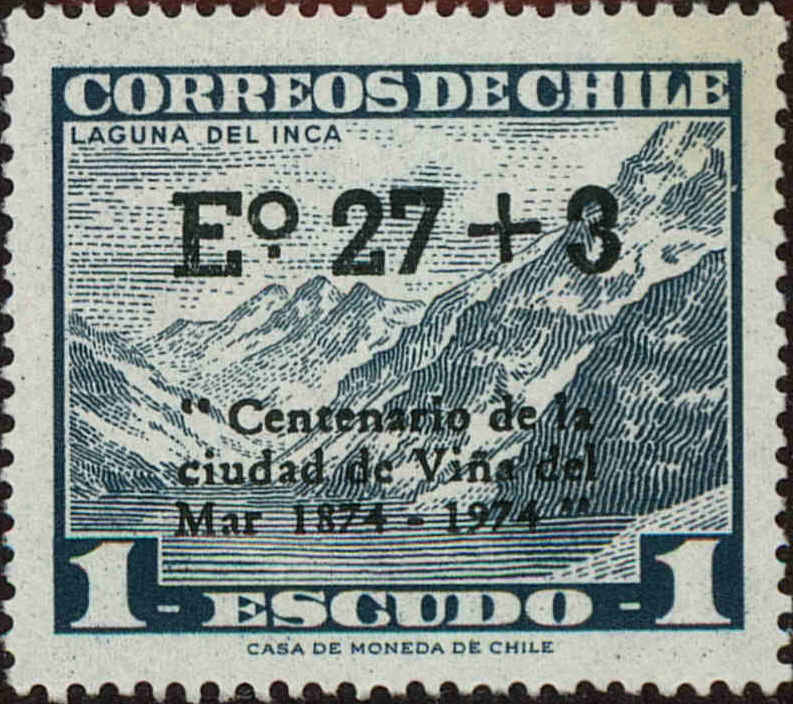 CORREOS DE CHILE
LAGUNA DEL INCA
Eº 27 + 3
“ Centenario de la
ciudad de Viña del
Mar 1874 - 1974 ”
1 - ESCUDO - 1
CASA DE MONEDA DE CHILE